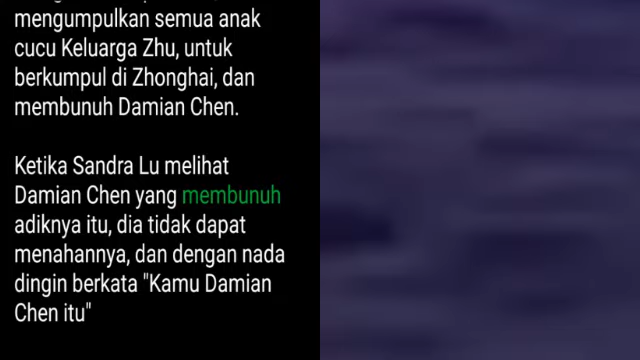 mengumpulkan semua anak
cucu Keluarga Zhu, untuk
berkumpul di Zhonghai, dan
membunuh Damian Chen.
Ketika Sandra Lu melihat
Damian Chen yang membunuh
adiknya itu, dia tidak dapat
menahannya, dan dengan nada
dingin berkata "Kamu Damian
Chen itu"